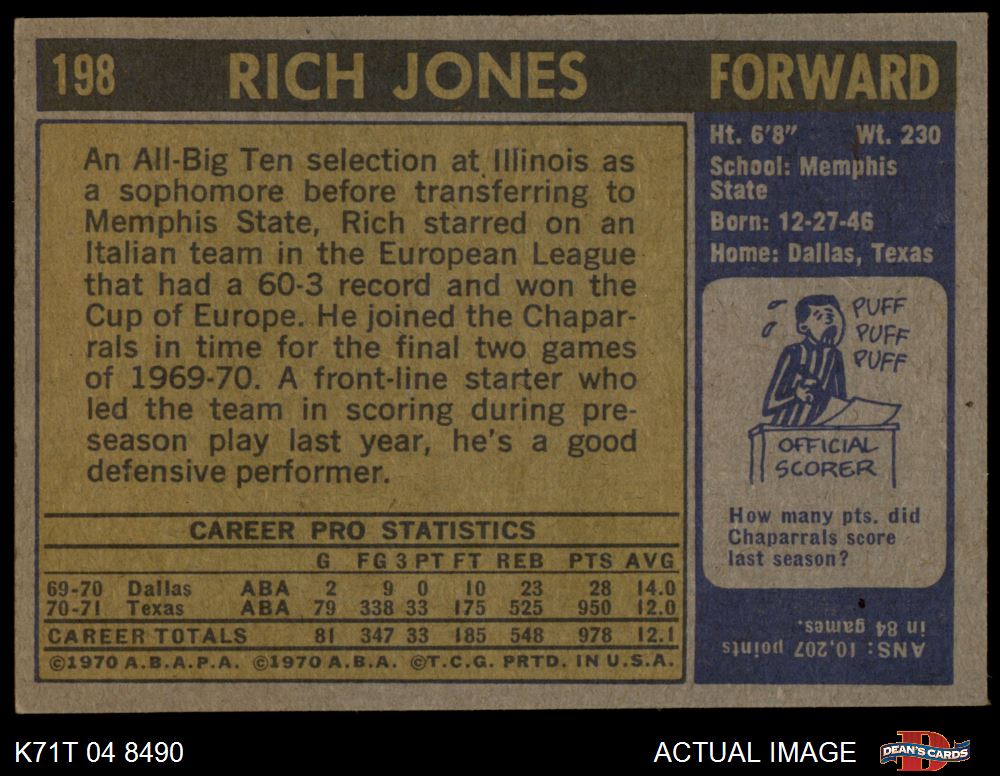 198 RICH JONES FORWARD
An All-Big Ten selection at Illinois as
a sophomore before transferring to
Memphis State, Rich starred on an
Italian team in the European League
that had a 60-3 record and won the
Cup of Europe. He joined the Chapar-
rals in time for the final two games
of 1969-70. A front-line starter who
led the team in scoring during pre-
season play last year, he's a good
defensive performer.
CAREER PRO STATISTICS
G FG 3 PT FT REB PTS AVG
69-70 Dallas ABA 2 9 0 10 23 28 14.0
70-71 Texas ABA 79 338 33 175 525 950 12.0
CAREER TOTALS 81 347 33 185 548 978 12.1
©1970 A.B.A.P.A. ©1970 A.B.A. ©T.C.G. PRTD. IN U.S.A.
Ht. 6'8" Wt. 230
School: Memphis
State
Born: 12-27-46
Home: Dallas, Texas
PUFF
PUFF
PUFF
OFFICIAL
SCORER
How many pts. did
Chaparrals score
last season?
ANS: 10,207 points
in 84 games.
K71T 04 8490 ACTUAL IMAGE DEAN'S CARDS